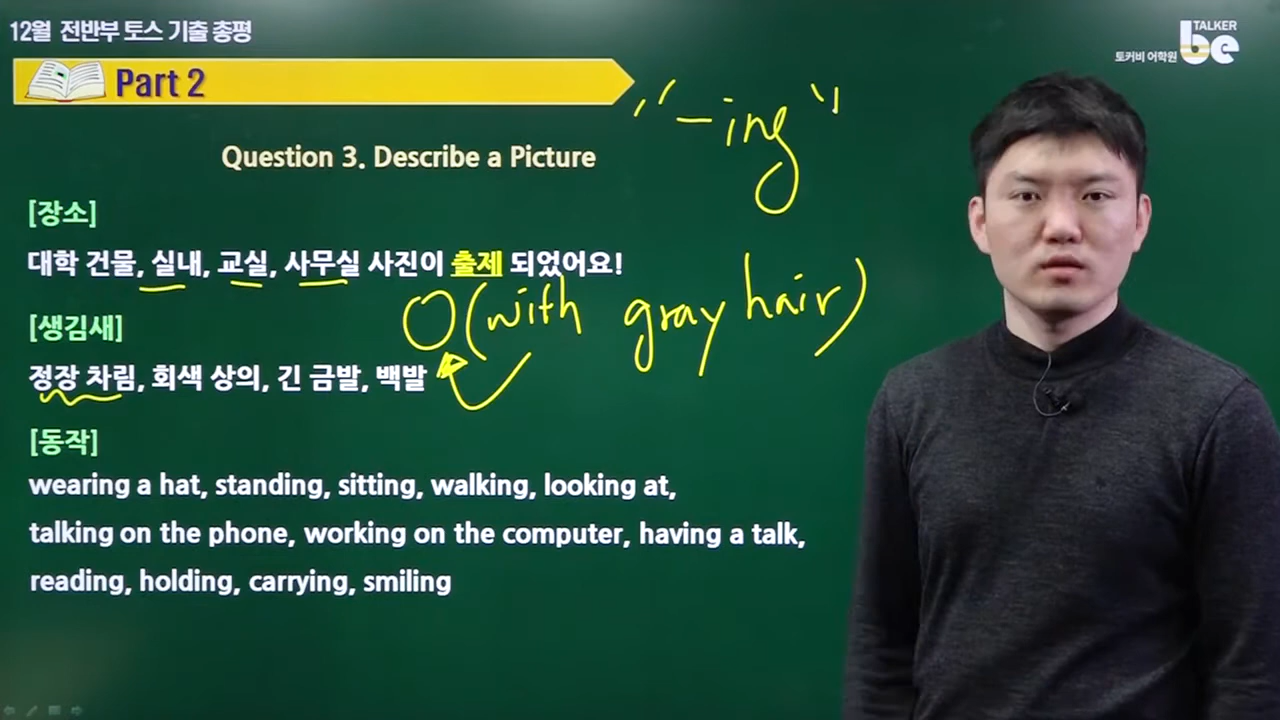 12월 전반부 토스 기출 총평
TALKER
be
토커비 어학원
Part 2
"-ing"
Question 3. Describe a Picture
[장소]
대학 건물, 실내, 교실, 사무실 사진이 출제 되었어요!
O(with gray hair)
[생김새]
정장 차림, 회색 상의, 긴 금발, 백발
[동작]
wearing a hat, standing, sitting, walking, looking at,
talking on the phone, working on the computer, having a talk,
reading, holding, carrying, smiling